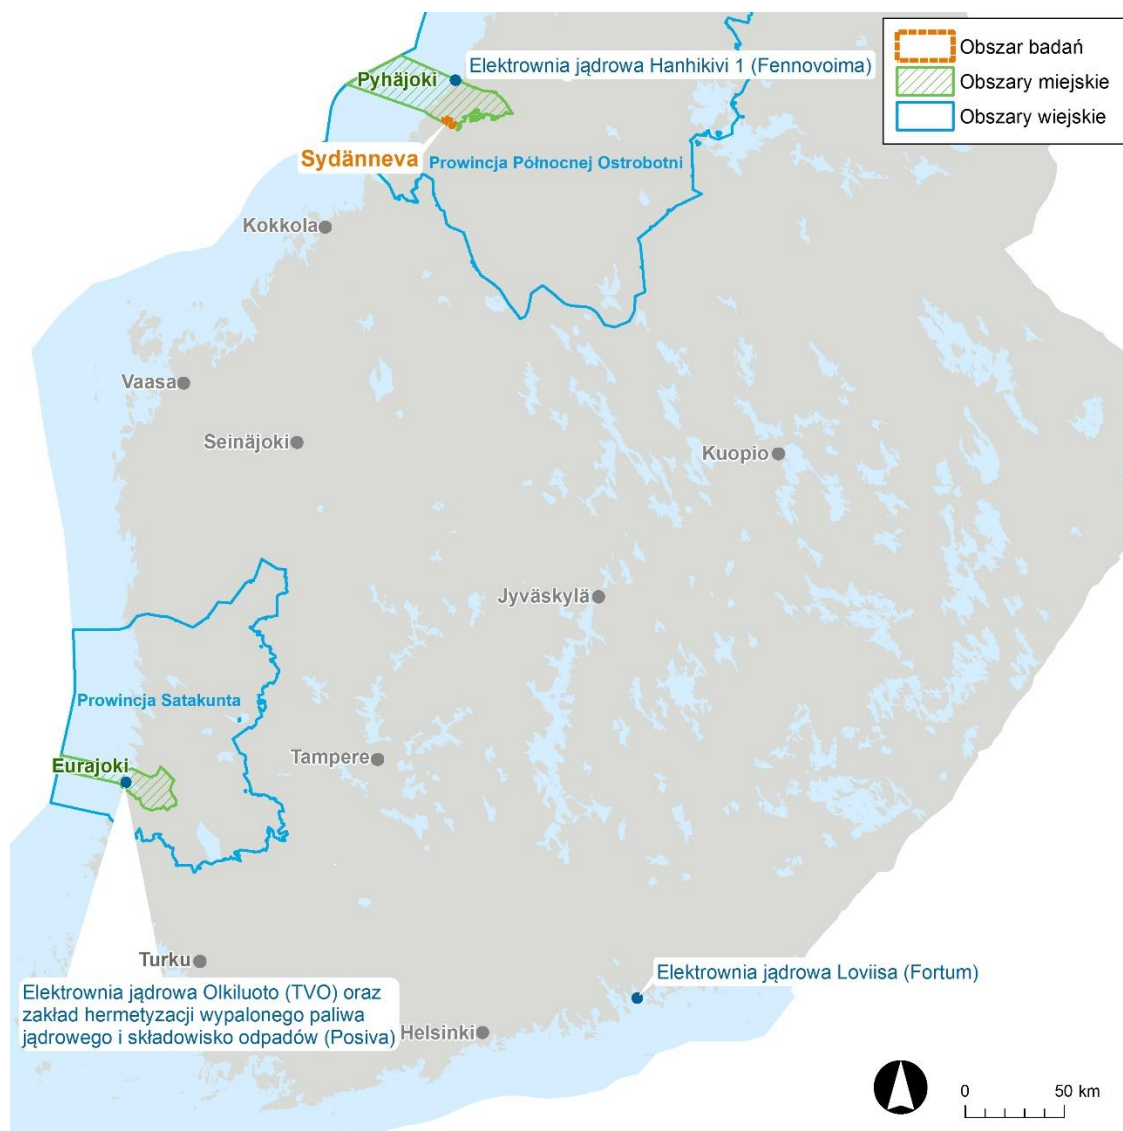 Obszar badań
Obszary miejskie
Obszary wiejskie
Elektrownia jądrowa Hanhikivi 1 (Fennovoima)
Pyhäjoki
Sydänneva
Prowincja Północnej Ostrobotni
Kokkola
Vaasa
Seinäjoki
Kuopio
Jyväskylä
Prowincja Satakunta
Eurajoki
Tampere
Turku
Elektrownia jądrowa Loviisa (Fortum)
Elektrownia jądrowa Olkiluoto (TVO) oraz
zakład hermetyzacji wypalonego paliwa
jądrowego i składowisko odpadów (Posiva)
Helsinki
0 50 km